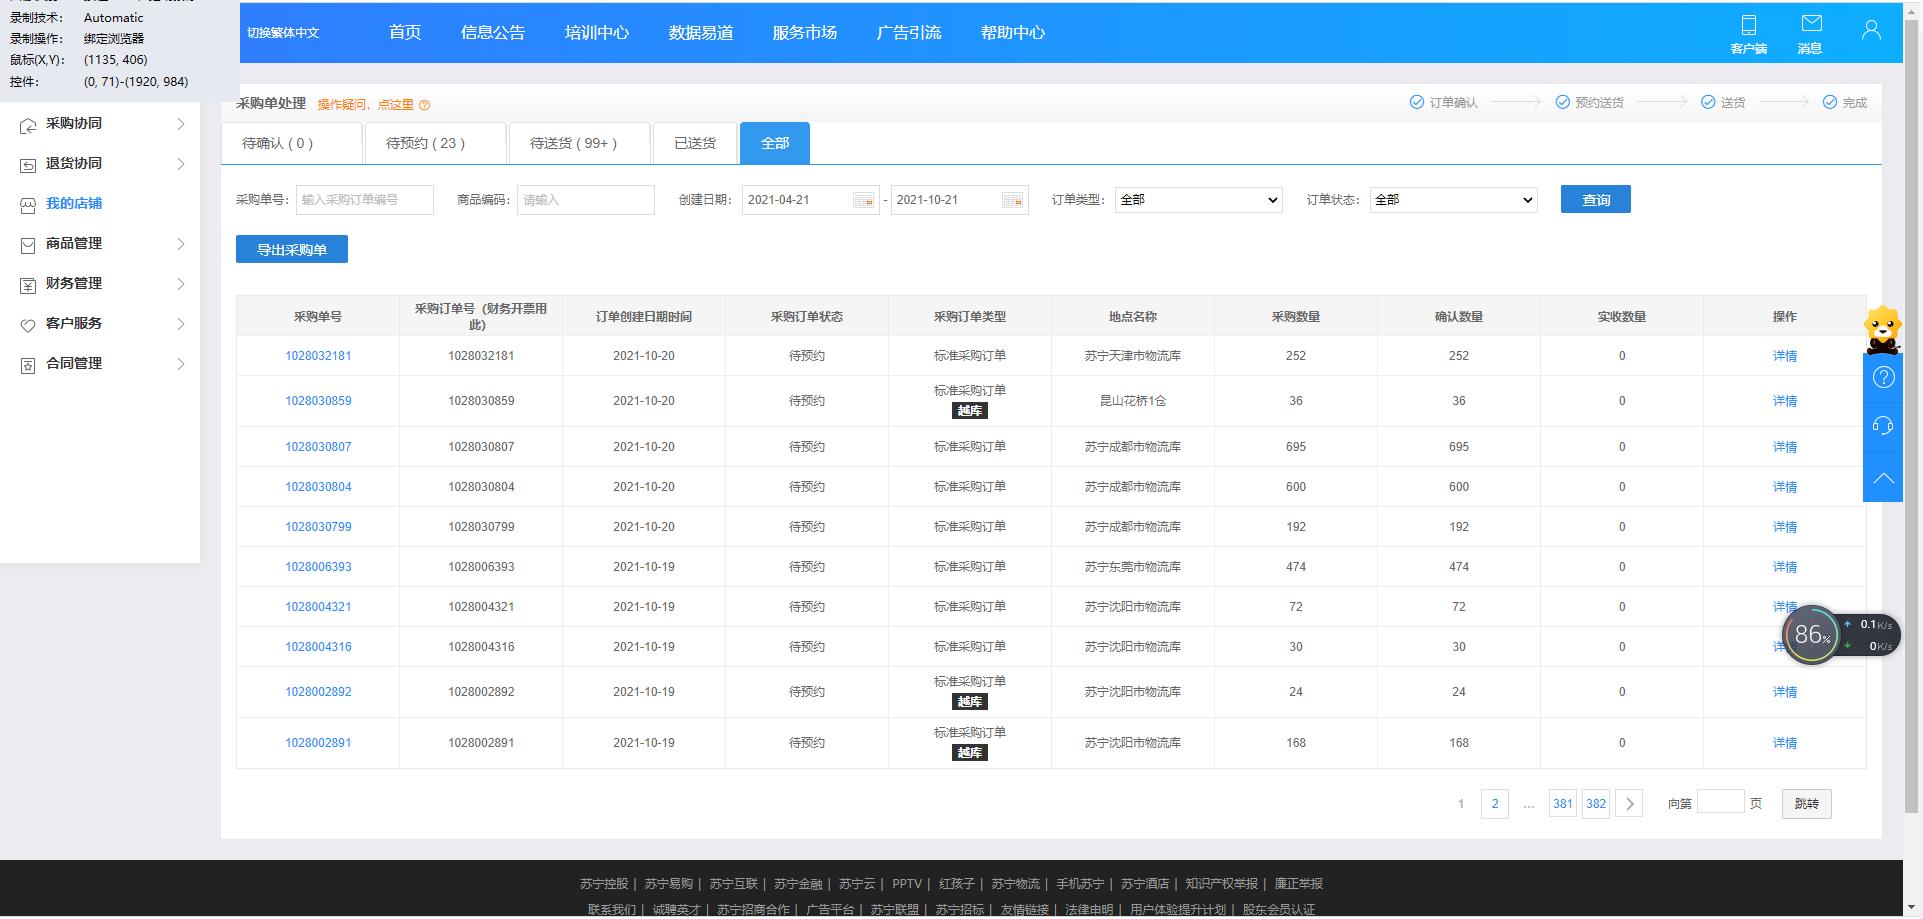 录制技术： Automatic
录制操作： 绑定浏览器
鼠标(X,Y)： (1135, 406)
控件： (0, 71)-(1920, 984)
切换繁体中文 首页 信息公告 培训中心 数据易道 服务市场 广告引流 帮助中心 客户端 消息
采购协同
退货协同
我的店铺
商品管理
财务管理
客户服务
合同管理
采购单处理 操作疑问，点这里 订单确认 预约送货 送货 完成
待确认 ( 0 ) 待预约 ( 23 ) 待送货 ( 99+ ) 已送货 全部
采购单号： 输入采购订单编号 商品编码： 请输入 创建日期： 2021-04-21 - 2021-10-21 订单类型： 全部 订单状态： 全部 查询
导出采购单
采购单号 采购订单号（财务开票用此） 订单创建日期时间 采购订单状态 采购订单类型 地点名称 采购数量 确认数量 实收数量 操作
1028032181 1028032181 2021-10-20 待预约 标准采购订单 苏宁天津市物流库 252 252 0 详情
1028030859 1028030859 2021-10-20 待预约 标准采购订单 越库 昆山花桥1仓 36 36 0 详情
1028030807 1028030807 2021-10-20 待预约 标准采购订单 苏宁成都市物流库 695 695 0 详情
1028030804 1028030804 2021-10-20 待预约 标准采购订单 苏宁成都市物流库 600 600 0 详情
1028030799 1028030799 2021-10-20 待预约 标准采购订单 苏宁成都市物流库 192 192 0 详情
1028006393 1028006393 2021-10-19 待预约 标准采购订单 苏宁东莞市物流库 474 474 0 详情
1028004321 1028004321 2021-10-19 待预约 标准采购订单 苏宁沈阳市物流库 72 72 0 详情
1028004316 1028004316 2021-10-19 待预约 标准采购订单 苏宁沈阳市物流库 30 30 0 详
86% 0.1K/s 0K/s
1028002892 1028002892 2021-10-19 待预约 标准采购订单 越库 苏宁沈阳市物流库 24 24 0 详情
1028002891 1028002891 2021-10-19 待预约 标准采购订单 越库 苏宁沈阳市物流库 168 168 0 详情
1 2 ... 381 382 向第 页 跳转
苏宁控股 | 苏宁易购 | 苏宁互联 | 苏宁金融 | 苏宁云 | PPTV | 红孩子 | 苏宁物流 | 手机苏宁 | 苏宁酒店 | 知识产权举报 | 廉正举报
联系我们 | 诚聘英才 | 苏宁招商合作 | 广告平台 | 苏宁联盟 | 苏宁招标 | 友情链接 | 法律申明 | 用户体验提升计划 | 股东会员认证